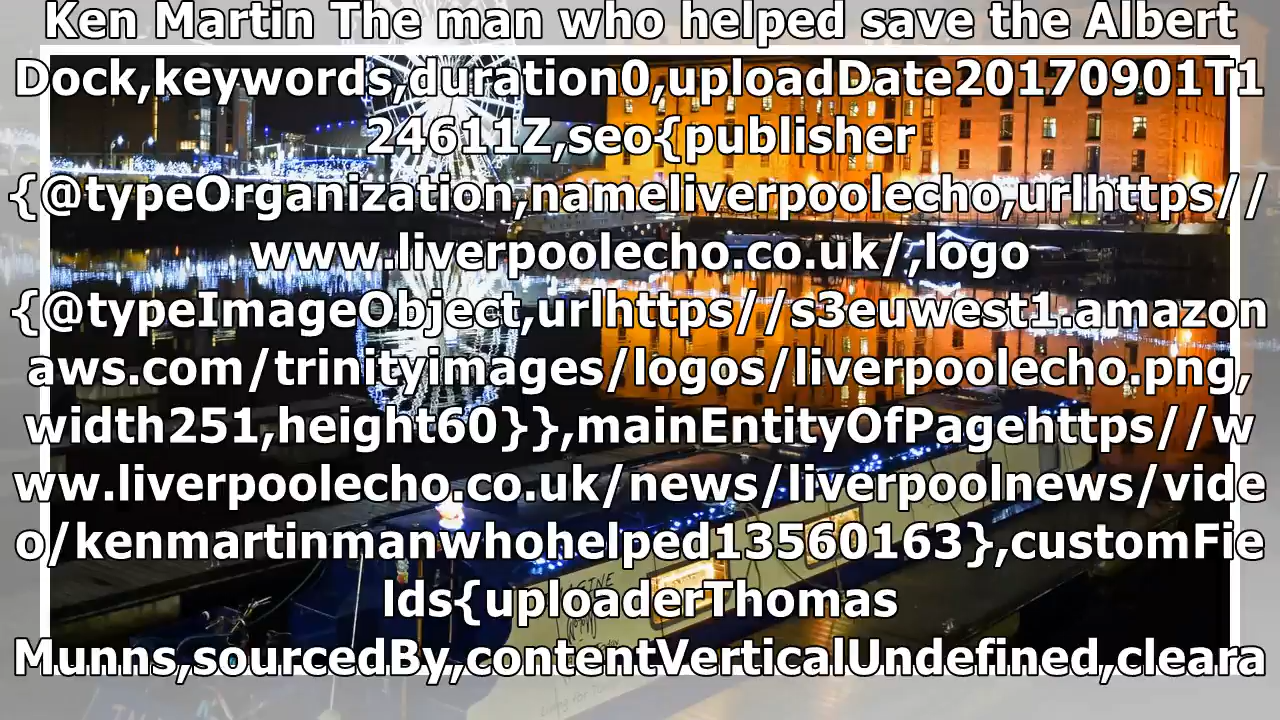 Ken Martin The man who helped save the Albert
Dock,keywords,duration0,uploadDate20170901T1
24611Z,seo{publisher
{@typeOrganization,nameliverpoolecho,urlhttps//
www.liverpoolecho.co.uk/,logo
{@typeImageObject,urlhttps//s3euwest1.amazon
aws.com/trinityimages/logos/liverpoolecho.png,
width251,height60}},mainEntityOfPagehttps//w
ww.liverpoolecho.co.uk/news/liverpoolnews/vide
o/kenmartinmanwhohelped13560163},customFie
lds{uploaderThomas
Munns,sourcedBy,contentVerticalUndefined,cleara